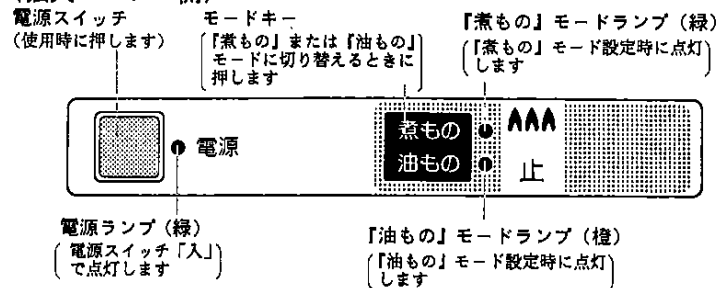 電源スイッチ
(使用時に押します)
モードキー
(『煮もの』または『油もの』
モードに切り替えるときに
押します)
『煮もの』モードランプ(緑)
(『煮もの』モード設定時に点灯
します)
電源
煮もの
油もの
止
電源ランプ(緑)
(電源スイッチ「入」
で点灯します)
『油もの』モードランプ(橙)
(『油もの』モード設定時に点灯
します)